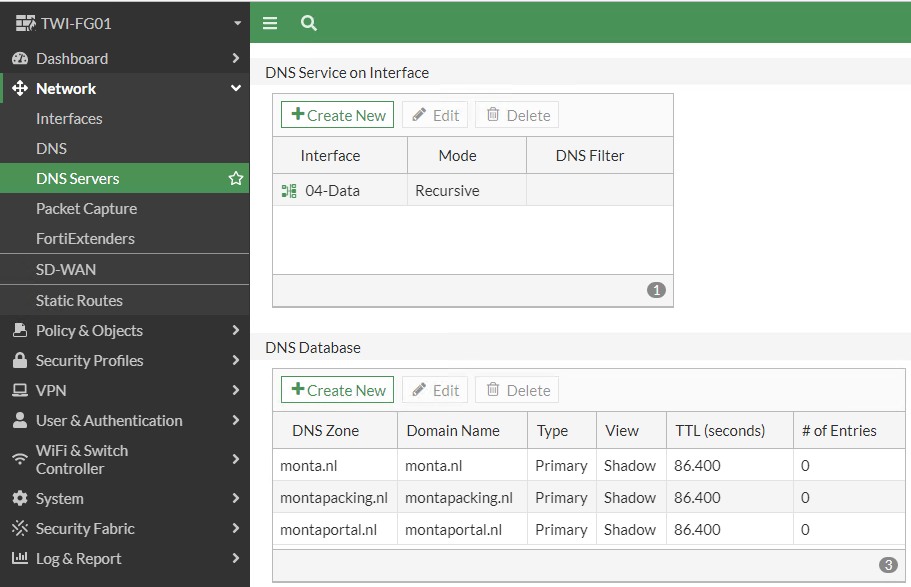 TWI-FG01
Dashboard
Network
Interfaces
DNS
DNS Servers
Packet Capture
FortiExtenders
SD-WAN
Static Routes
Policy & Objects
Security Profiles
VPN
User & Authentication
WiFi & Switch
Controller
System
Security Fabric
Log & Report
DNS Service on Interface
Create New Edit Delete
Interface Mode DNS Filter
04-Data Recursive
1
DNS Database
Create New Edit Delete
DNS Zone Domain Name Type View TTL (seconds) # of Entries
monta.nl monta.nl Primary Shadow 86.400 0
montapacking.nl montapacking.nl Primary Shadow 86.400 0
montaportal.nl montaportal.nl Primary Shadow 86.400 0
3